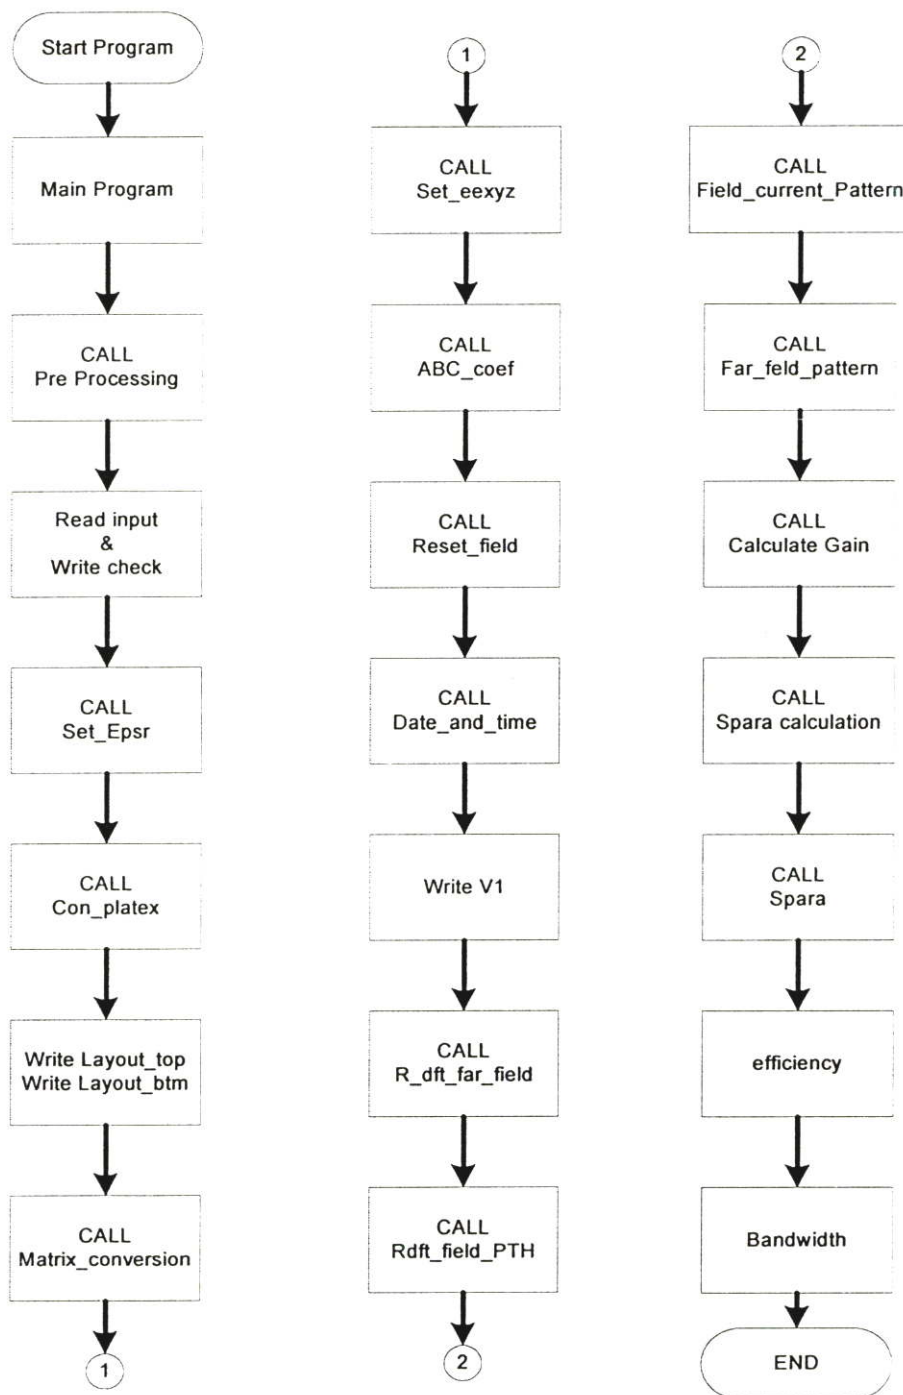 Start Program
Main Program
CALL
Pre Processing
Read input
&
Write check
CALL
Set_Epsr
CALL
Con_platex
Write Layout_top
Write Layout_btm
CALL
Matrix_conversion
1
1
CALL
Set_eexyz
CALL
ABC_coef
CALL
Reset_field
CALL
Date_and_time
Write V1
CALL
R_dft_far_field
CALL
Rdft_field_PTH
2
2
CALL
Field_current_Pattern
CALL
Far_feld_pattern
CALL
Calculate Gain
CALL
Spara calculation
CALL
Spara
efficiency
Bandwidth
END